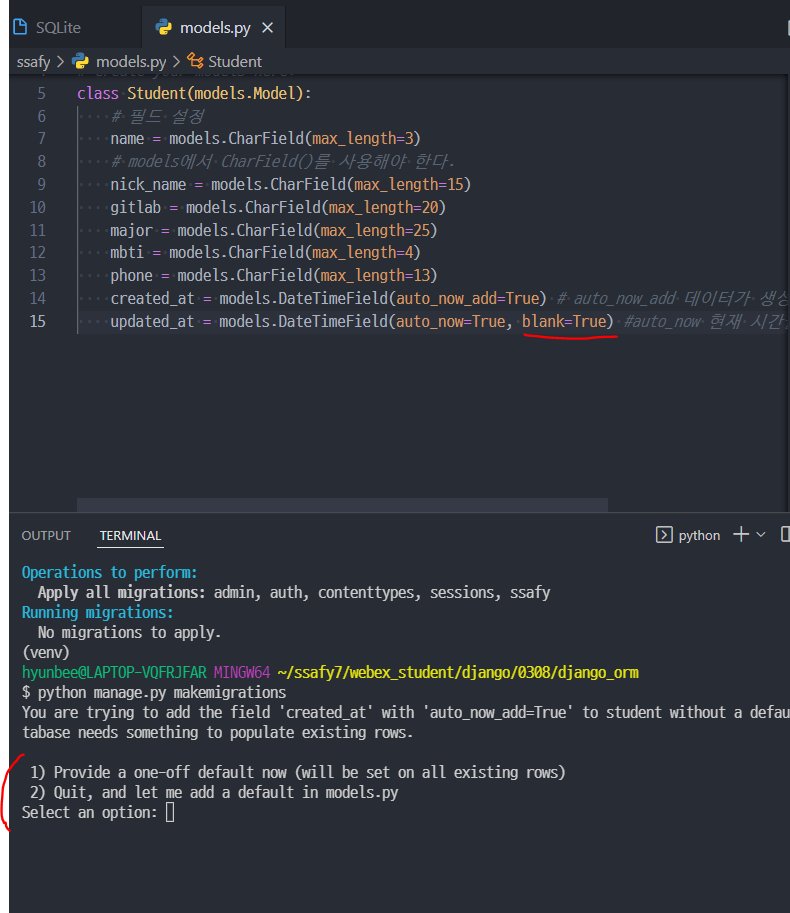 SQLite
models.py
ssafy > models.py > Student
5 class Student(models.Model):
6 # 필드 설정
7 name = models.CharField(max_length=3)
8 # models에서 CharField()를 사용해야 한다.
9 nick_name = models.CharField(max_length=15)
10 gitlab = models.CharField(max_length=20)
11 major = models.CharField(max_length=25)
12 mbti = models.CharField(max_length=4)
13 phone = models.CharField(max_length=13)
14 created_at = models.DateTimeField(auto_now_add=True) # auto_now_add 데이터가 생성
15 updated_at = models.DateTimeField(auto_now=True, blank=True) #auto_now 현재 시간
OUTPUT TERMINAL
python
Operations to perform:
Apply all migrations: admin, auth, contenttypes, sessions, ssafy
Running migrations:
No migrations to apply.
(venv)
hyunbee@LAPTOP-VQFRJFAR MINGW64 ~/ssafy7/webex_student/django/0308/django_orm
$ python manage.py makemigrations
You are trying to add the field 'created_at' with 'auto_now_add=True' to student without a defau
tabase needs something to populate existing rows.
1) Provide a one-off default now (will be set on all existing rows)
2) Quit, and let me add a default in models.py
Select an option: